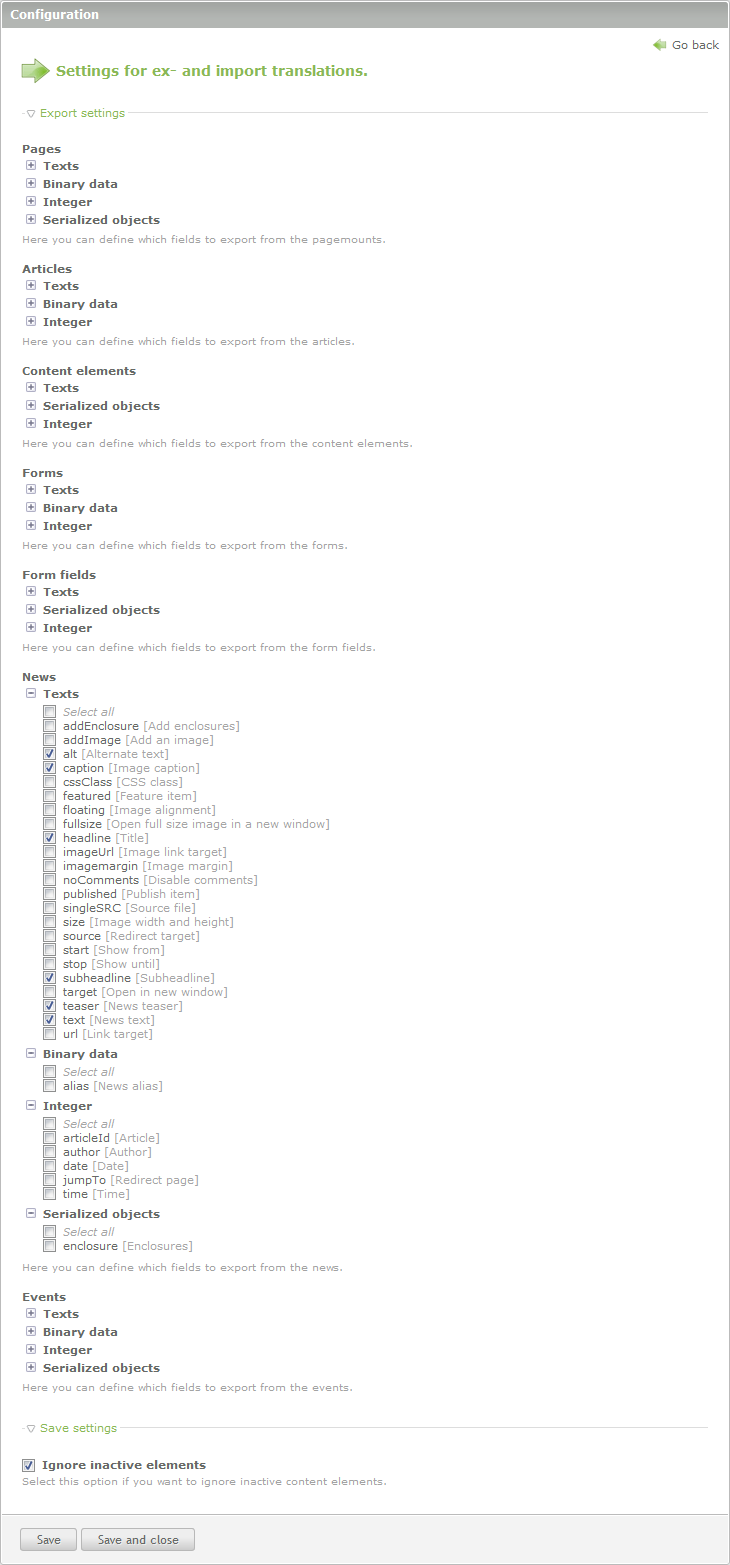 Configuration
Go back
Settings for ex- and import translations.
Export settings
Pages
Texts
Binary data
Integer
Serialized objects
Here you can define which fields to export from the pagemounts.
Articles
Texts
Binary data
Integer
Here you can define which fields to export from the articles.
Content elements
Texts
Serialized objects
Integer
Here you can define which fields to export from the content elements.
Forms
Texts
Binary data
Integer
Here you can define which fields to export from the forms.
Form fields
Texts
Serialized objects
Integer
Here you can define which fields to export from the form fields.
News
Texts
Select all
addEnclosure [Add enclosures]
addImage [Add an image]
alt [Alternate text]
caption [Image caption]
cssClass [CSS class]
featured [Feature item]
floating [Image alignment]
fullsize [Open full size image in a new window]
headline [Title]
imageUrl [Image link target]
imagemargin [Image margin]
noComments [Disable comments]
published [Publish item]
singleSRC [Source file]
size [Image width and height]
source [Redirect target]
start [Show from]
stop [Show until]
subheadline [Subheadline]
target [Open in new window]
teaser [News teaser]
text [News text]
url [Link target]
Binary data
Select all
alias [News alias]
Integer
Select all
articleId [Article]
author [Author]
date [Date]
jumpTo [Redirect page]
time [Time]
Serialized objects
Select all
enclosure [Enclosures]
Here you can define which fields to export from the news.
Events
Texts
Binary data
Integer
Serialized objects
Here you can define which fields to export from the events.
Save settings
Ignore inactive elements
Select this option if you want to ignore inactive content elements.
Save Save and close